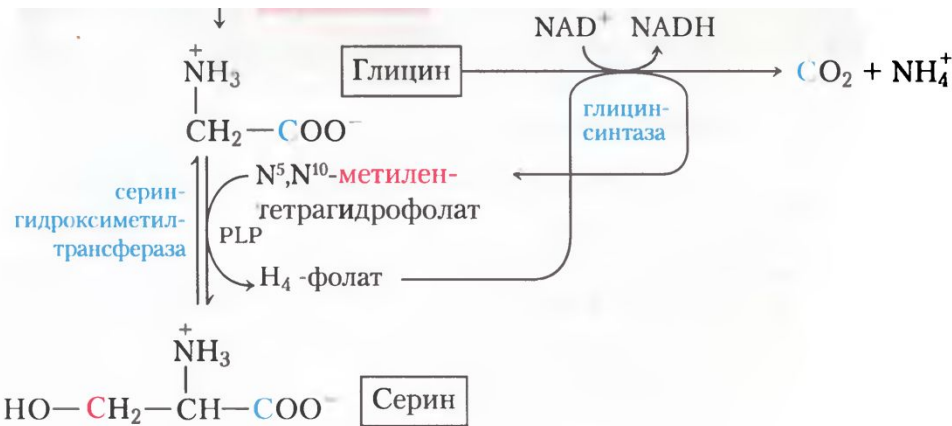 NAD⁺ NADH
⁺
NH₃
Глицин
CO₂ + NH₄⁺
CH₂—COO⁻
глицин-
синтаза
N⁵,N¹⁰-метилен-
тетрагидрофолат
серин-
гидроксиметил-
трансфераза
PLP
H₄ -фолат
⁺
NH₃
HO—CH₂—CH—COO⁻
Серин